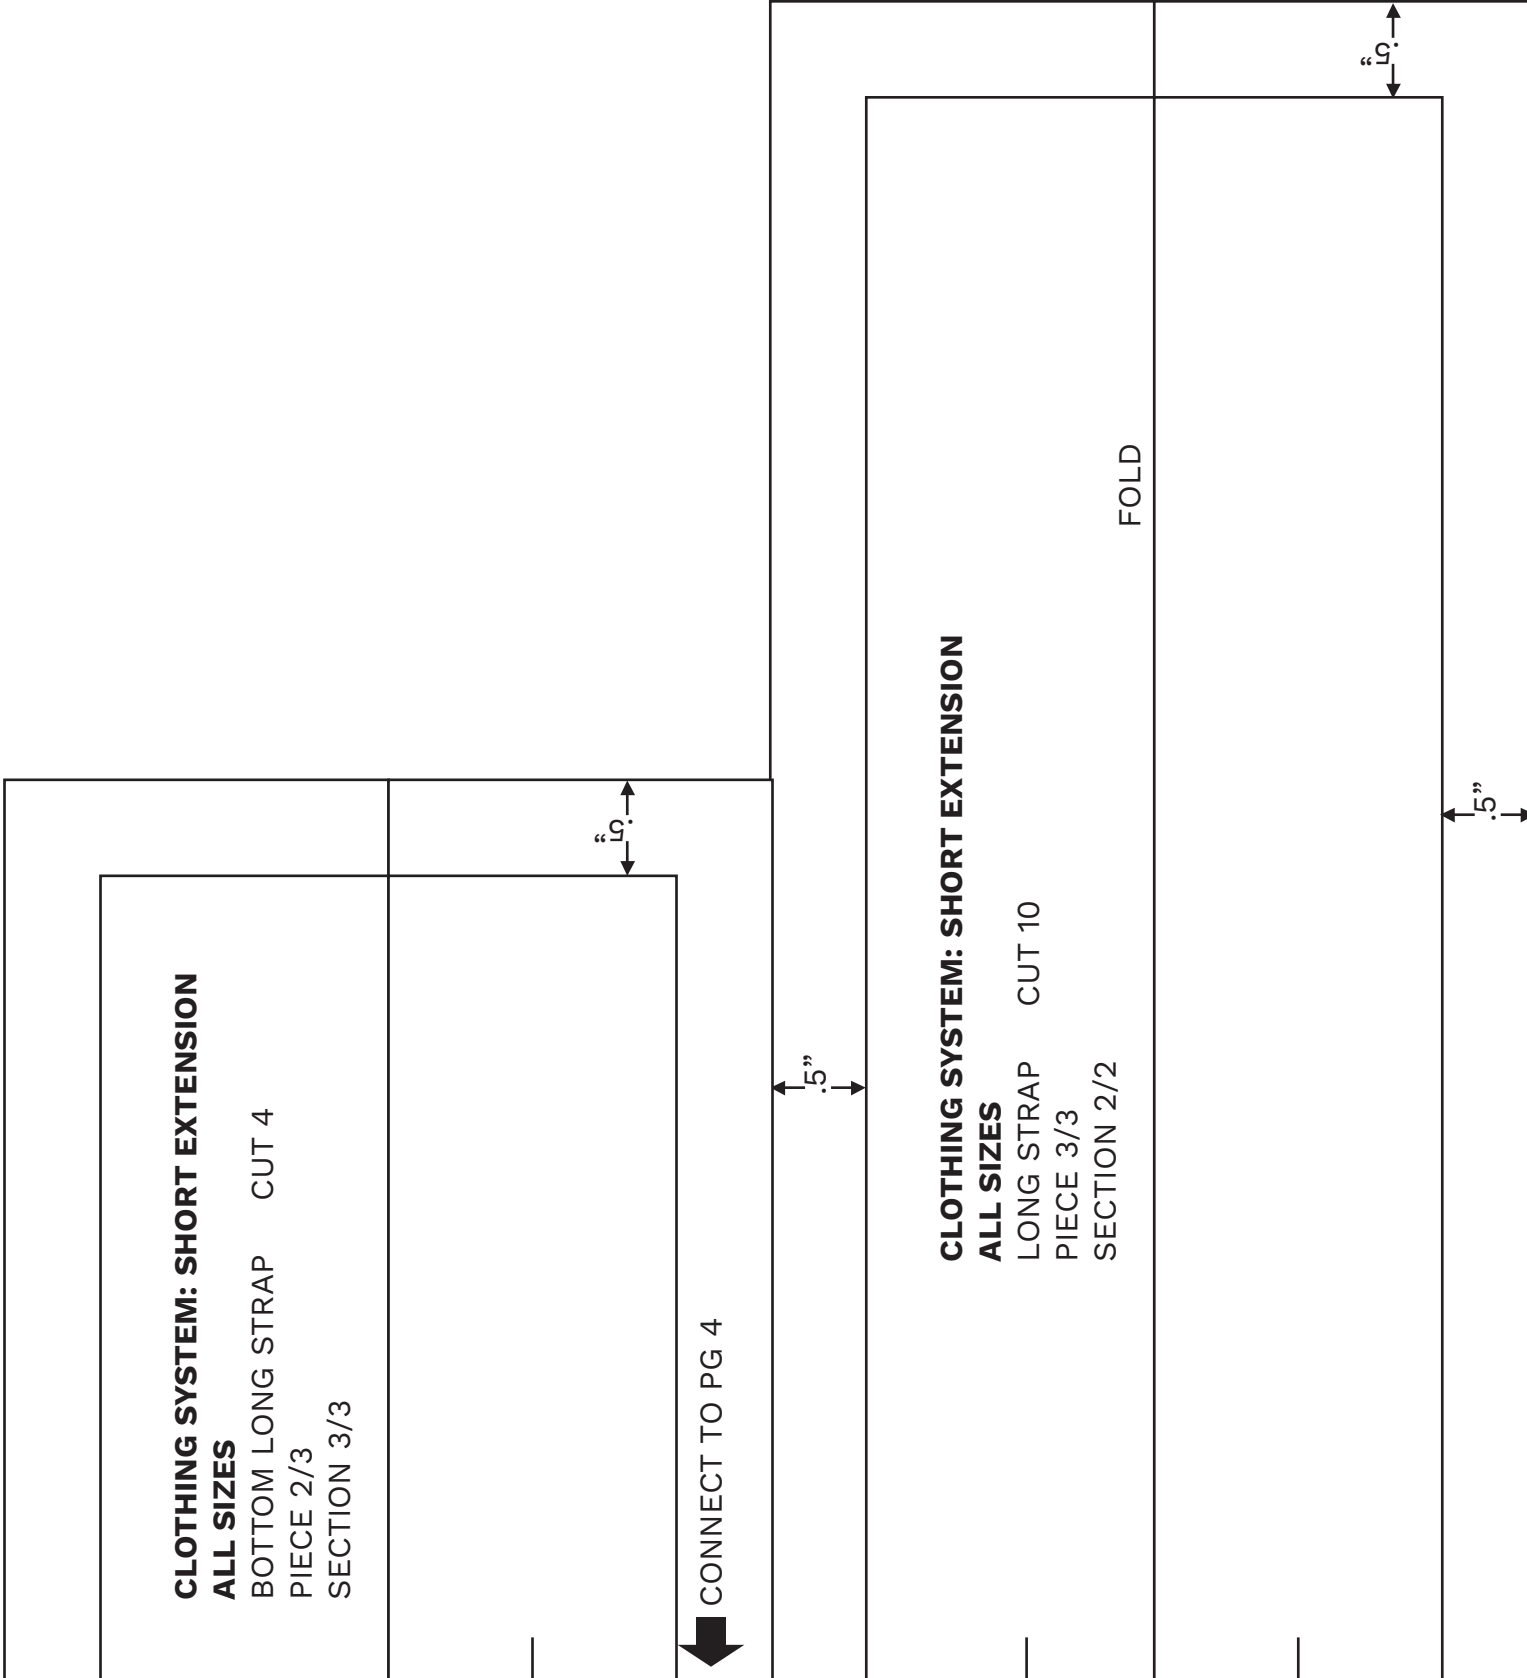 CLOTHING SYSTEM: SHORT EXTENSION
ALL SIZES
BOTTOM LONG STRAP CUT 4
PIECE 2/3
SECTION 3/3
.5”
CONNECT TO PG 4
.5”
CLOTHING SYSTEM: SHORT EXTENSION
ALL SIZES
LONG STRAP CUT 10
PIECE 3/3
SECTION 2/2
FOLD
.5”
.5”